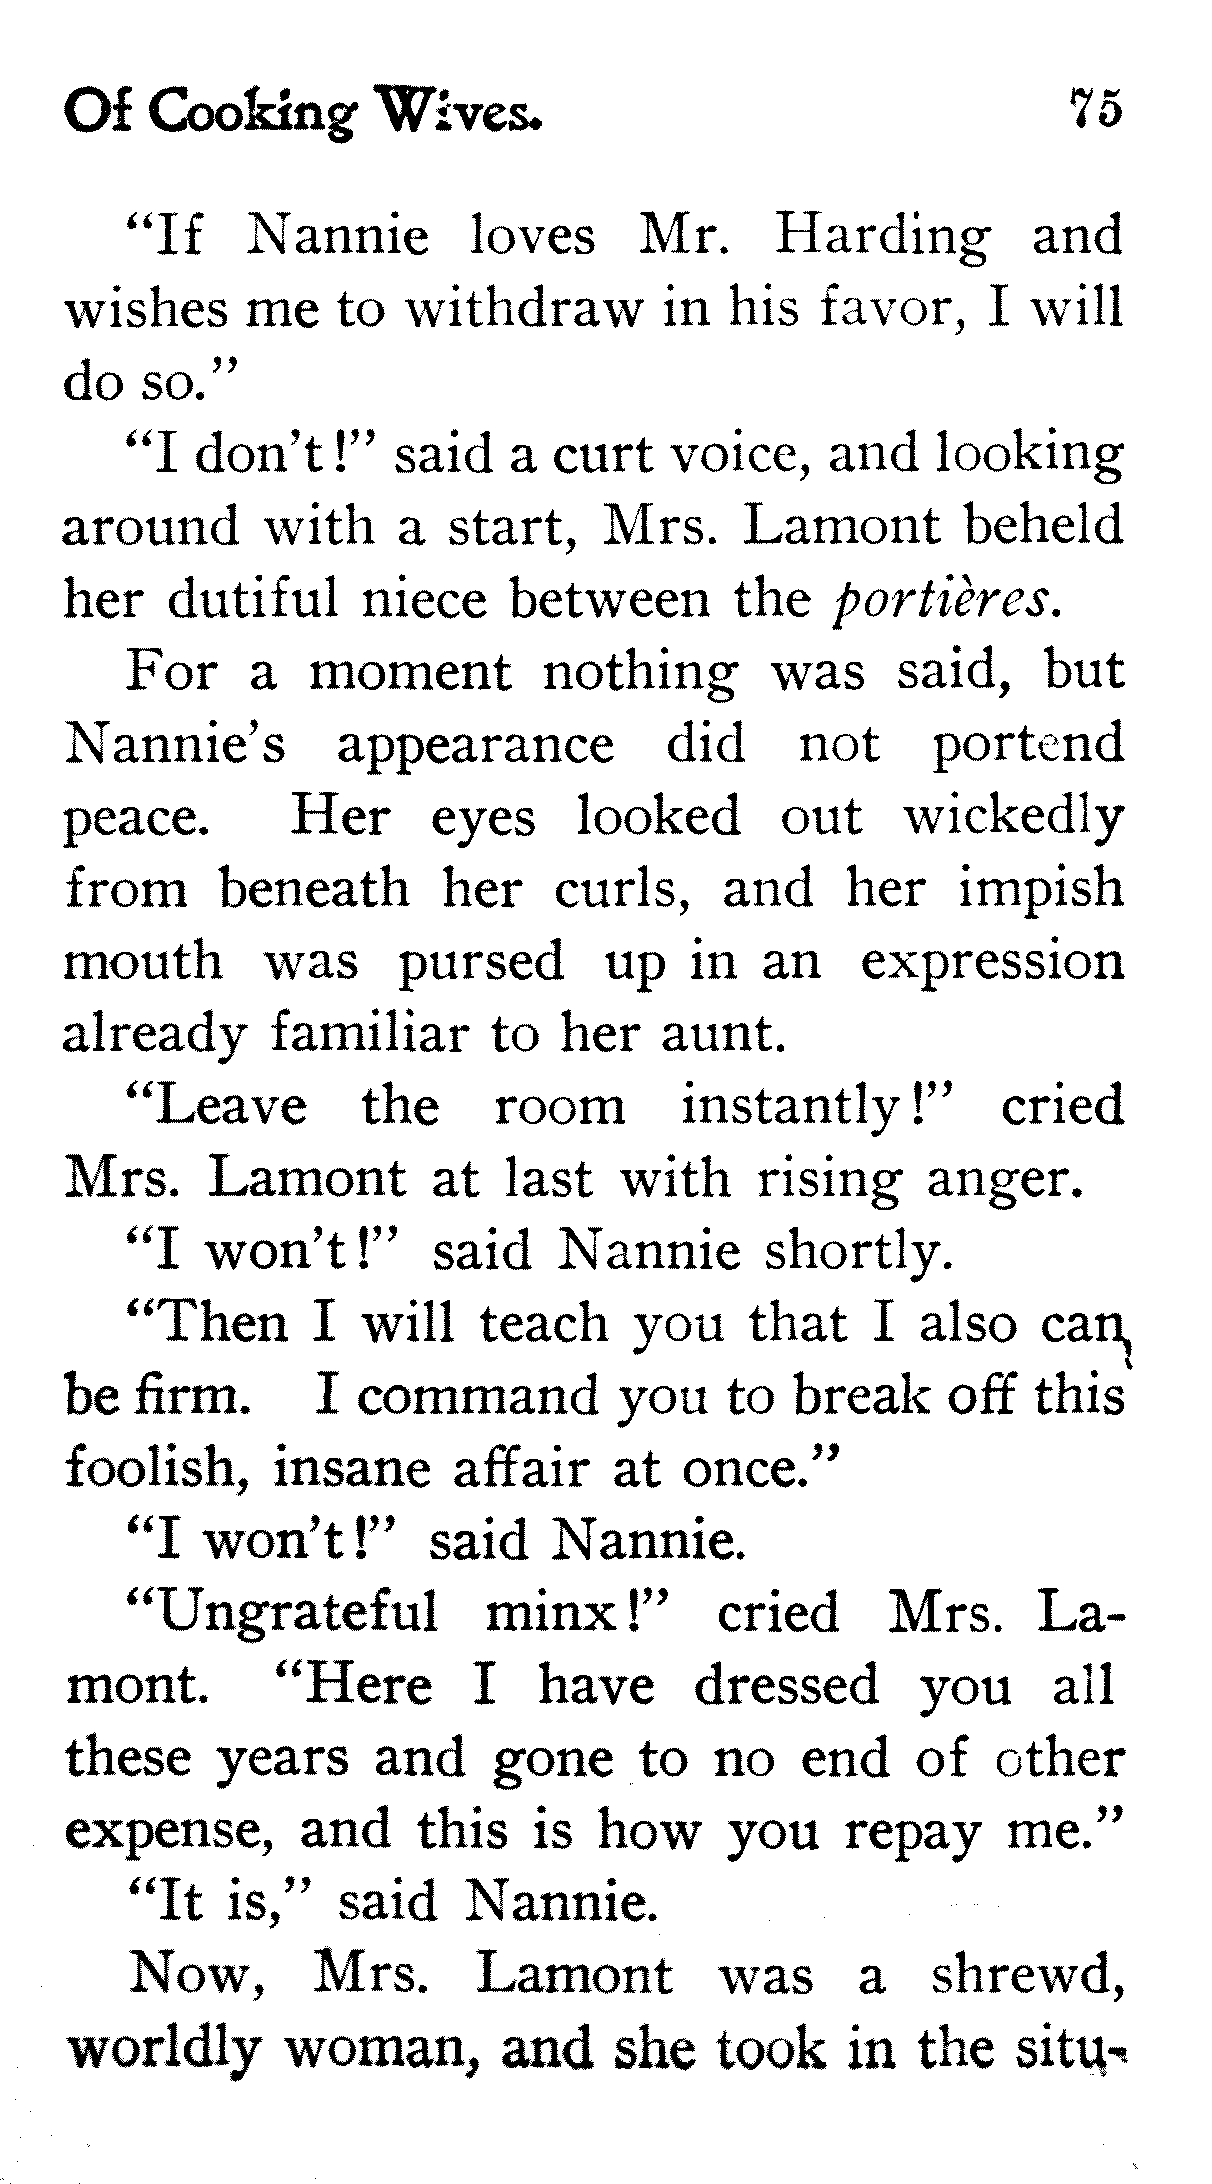 Of Cooking Wives. 75
“If Nannie loves Mr. Harding and
wishes me to withdraw in his favor, I will
do so.”
“I don’t!” said a curt voice, and looking
around with a start, Mrs. Lamont beheld
her dutiful niece between the portières.
For a moment nothing was said, but
Nannie’s appearance did not portend
peace. Her eyes looked out wickedly
from beneath her curls, and her impish
mouth was pursed up in an expression
already familiar to her aunt.
“Leave the room instantly!” cried
Mrs. Lamont at last with rising anger.
“I won’t!” said Nannie shortly.
“Then I will teach you that I also can
be firm. I command you to break off this
foolish, insane affair at once.”
“I won’t!” said Nannie.
“Ungrateful minx!” cried Mrs. La-
mont. “Here I have dressed you all
these years and gone to no end of other
expense, and this is how you repay me.”
“It is,” said Nannie.
Now, Mrs. Lamont was a shrewd,
worldly woman, and she took in the situ-